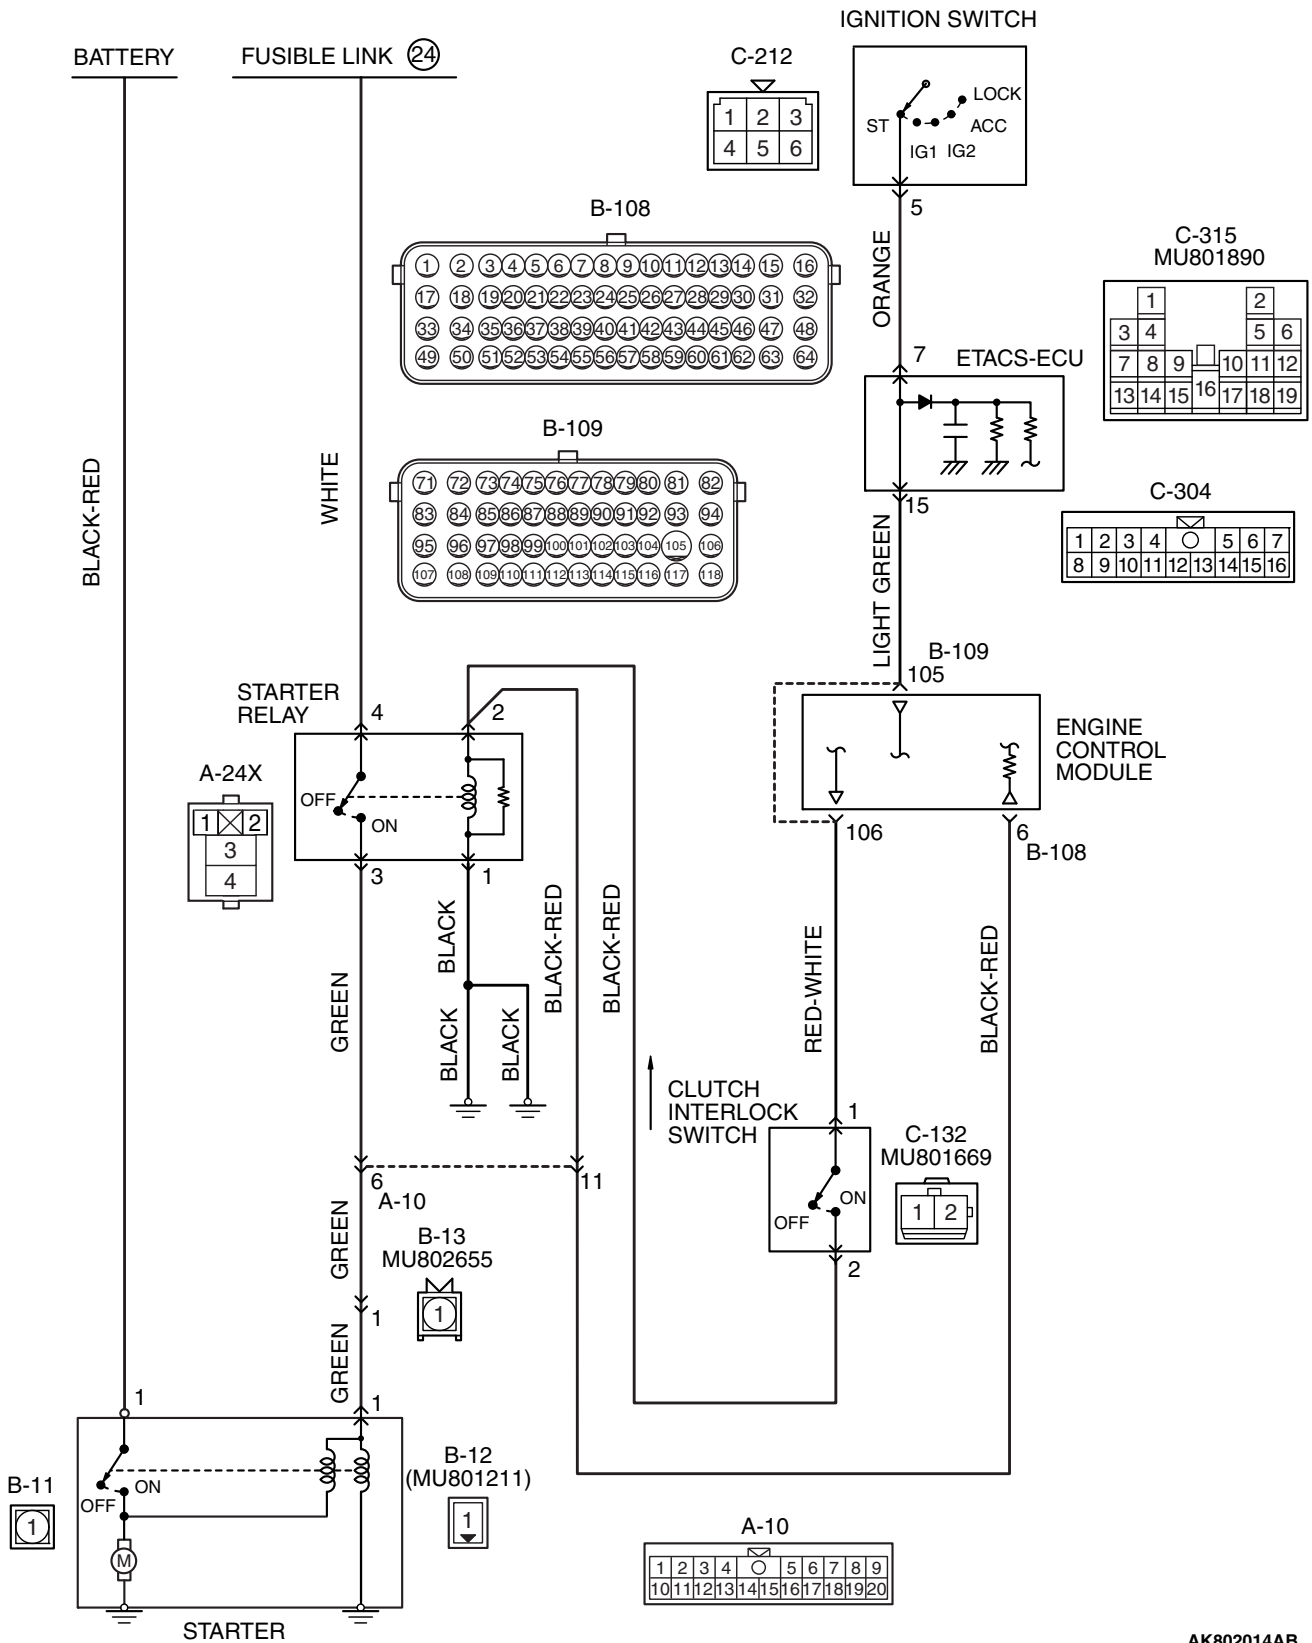 IGNITION SWITCH
BATTERY
FUSIBLE LINK 24
C-212
1 2 3
4 5 6
LOCK
ST
ACC
IG1 IG2
5
ORANGE
B-108
1 2 3 4 5 6 7 8 9 10 11 12 13 14 15 16
17 18 19 20 21 22 23 24 25 26 27 28 29 30 31 32
33 34 35 36 37 38 39 40 41 42 43 44 45 46 47 48
49 50 51 52 53 54 55 56 57 58 59 60 61 62 63 64
C-315
MU801890
1 2
3 4 5 6
7 8 9 10 11 12
13 14 15 16 17 18 19
7
ETACS-ECU
15
B-109
71 72 73 74 75 76 77 78 79 80 81 82
83 84 85 86 87 88 89 90 91 92 93 94
95 96 97 98 99 100 101 102 103 104 105 106
107 108 109 110 111 112 113 114 115 116 117 118
BLACK-RED
WHITE
C-304
1 2 3 4 5 6 7
8 9 10 11 12 13 14 15 16
LIGHT GREEN
B-109
105
STARTER
RELAY
4
2
OFF
ON
3
1
A-24X
1 2
3
4
ENGINE
CONTROL
MODULE
106
6
B-108
BLACK
BLACK-RED
BLACK-RED
RED-WHITE
BLACK-RED
GREEN
BLACK
BLACK
CLUTCH
INTERLOCK
SWITCH
1
ON
OFF
2
C-132
MU801669
1 2
6
A-10
11
GREEN
B-13
MU802655
1
1
GREEN
1
1
B-11
1
ON
OFF
M
STARTER
B-12
(MU801211)
1
A-10
1 2 3 4 5 6 7 8 9
10 11 12 13 14 15 16 17 18 19 20
AK802014AB